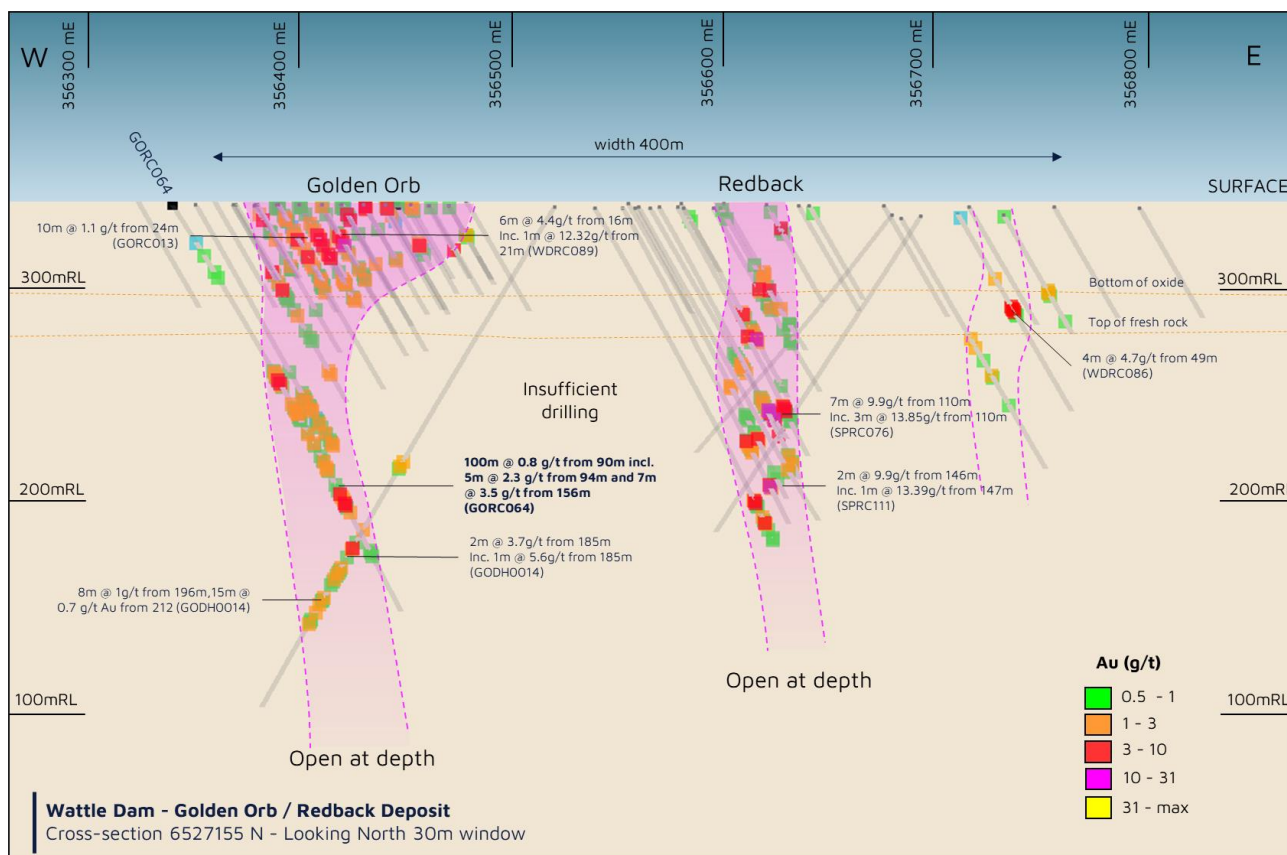 W
356300 mE
356400 mE
356500 mE
356600 mE
356700 mE
356800 mE
E
width 400m
GORC064
Golden Orb
Redback
SURFACE
10m @ 1.1 g/t from 24m
(GORC013)
6m @ 4.4g/t from 16m
Inc. 1m @ 12.32g/t from
21m (WDRC089)
300mRL
Bottom of oxide
300mRL
Top of fresh rock
4m @ 4.7g/t from 49m
(WDRC086)
Insufficient
drilling
7m @ 9.9g/t from 110m
Inc. 3m @ 13.85g/t from 110m
(SPRC076)
100m @ 0.8 g/t from 90m incl.
5m @ 2.3 g/t from 94m and 7m
@ 3.5 g/t from 156m
(GORC064)
2m @ 9.9g/t from 146m
Inc. 1m @ 13.39g/t from 147m
(SPRC111)
200mRL
200mRL
2m @ 3.7g/t from 185m
Inc. 1m @ 5.6g/t from 185m
(GODH0014)
8m @ 1g/t from 196m,15m @
0.7 g/t Au from 212 (GODH0014)
Open at depth
Open at depth
100mRL
100mRL
Au (g/t)
0.5 - 1
1 - 3
3 - 10
10 - 31
31 - max
Wattle Dam - Golden Orb / Redback Deposit
Cross-section 6527155 N - Looking North 30m window